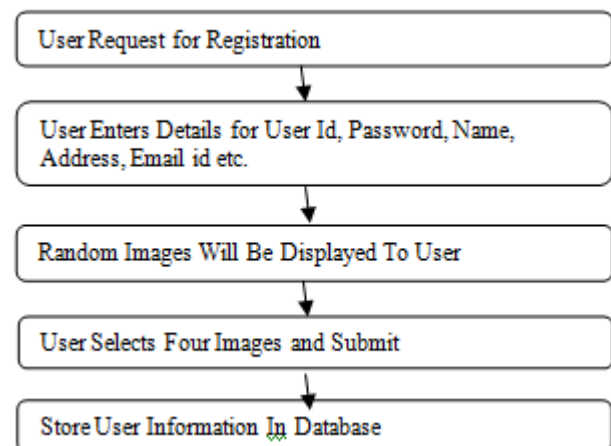 User Request for Registration
User Enters Details for User Id, Password, Name,
Address, Email id etc.
Random Images Will Be Displayed To User
User Selects Four Images and Submit
Store User Information In Database